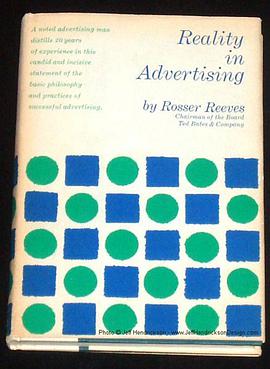 A noted advertising man
distills 20 years
of experience in this
candid and incisive
statement of the
basic philosophy
and practices of
successful advertising.
Reality
in
Advertising
by Rosser Reeves
Chairman of the Board
Ted Bates & Company
Photo © Jeff Hendrickson, www.JeffHendricksonDesign.com